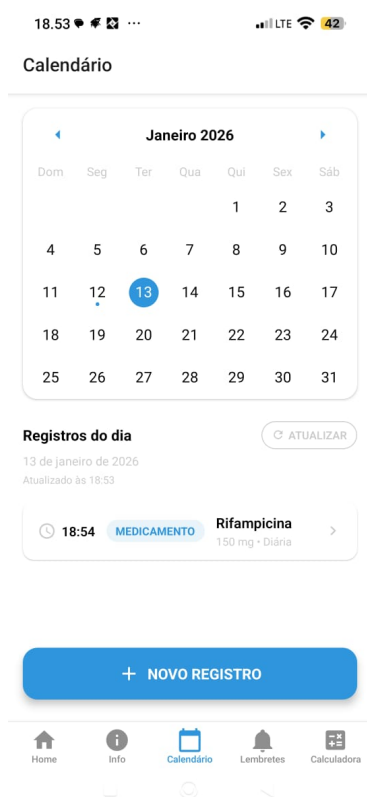 18.53 ··· LTE 42
Calendário
Janeiro 2026
Dom Seg Ter Qua Qui Sex Sáb
1 2 3
4 5 6 7 8 9 10
11 12 13 14 15 16 17
18 19 20 21 22 23 24
25 26 27 28 29 30 31
Registros do dia
ATUALIZAR
13 de janeiro de 2026
Atualizado às 18:53
18:54 MEDICAMENTO Rifampicina
150 mg • Diária
+ NOVO REGISTRO
Home Info Calendário Lembretes Calculadora